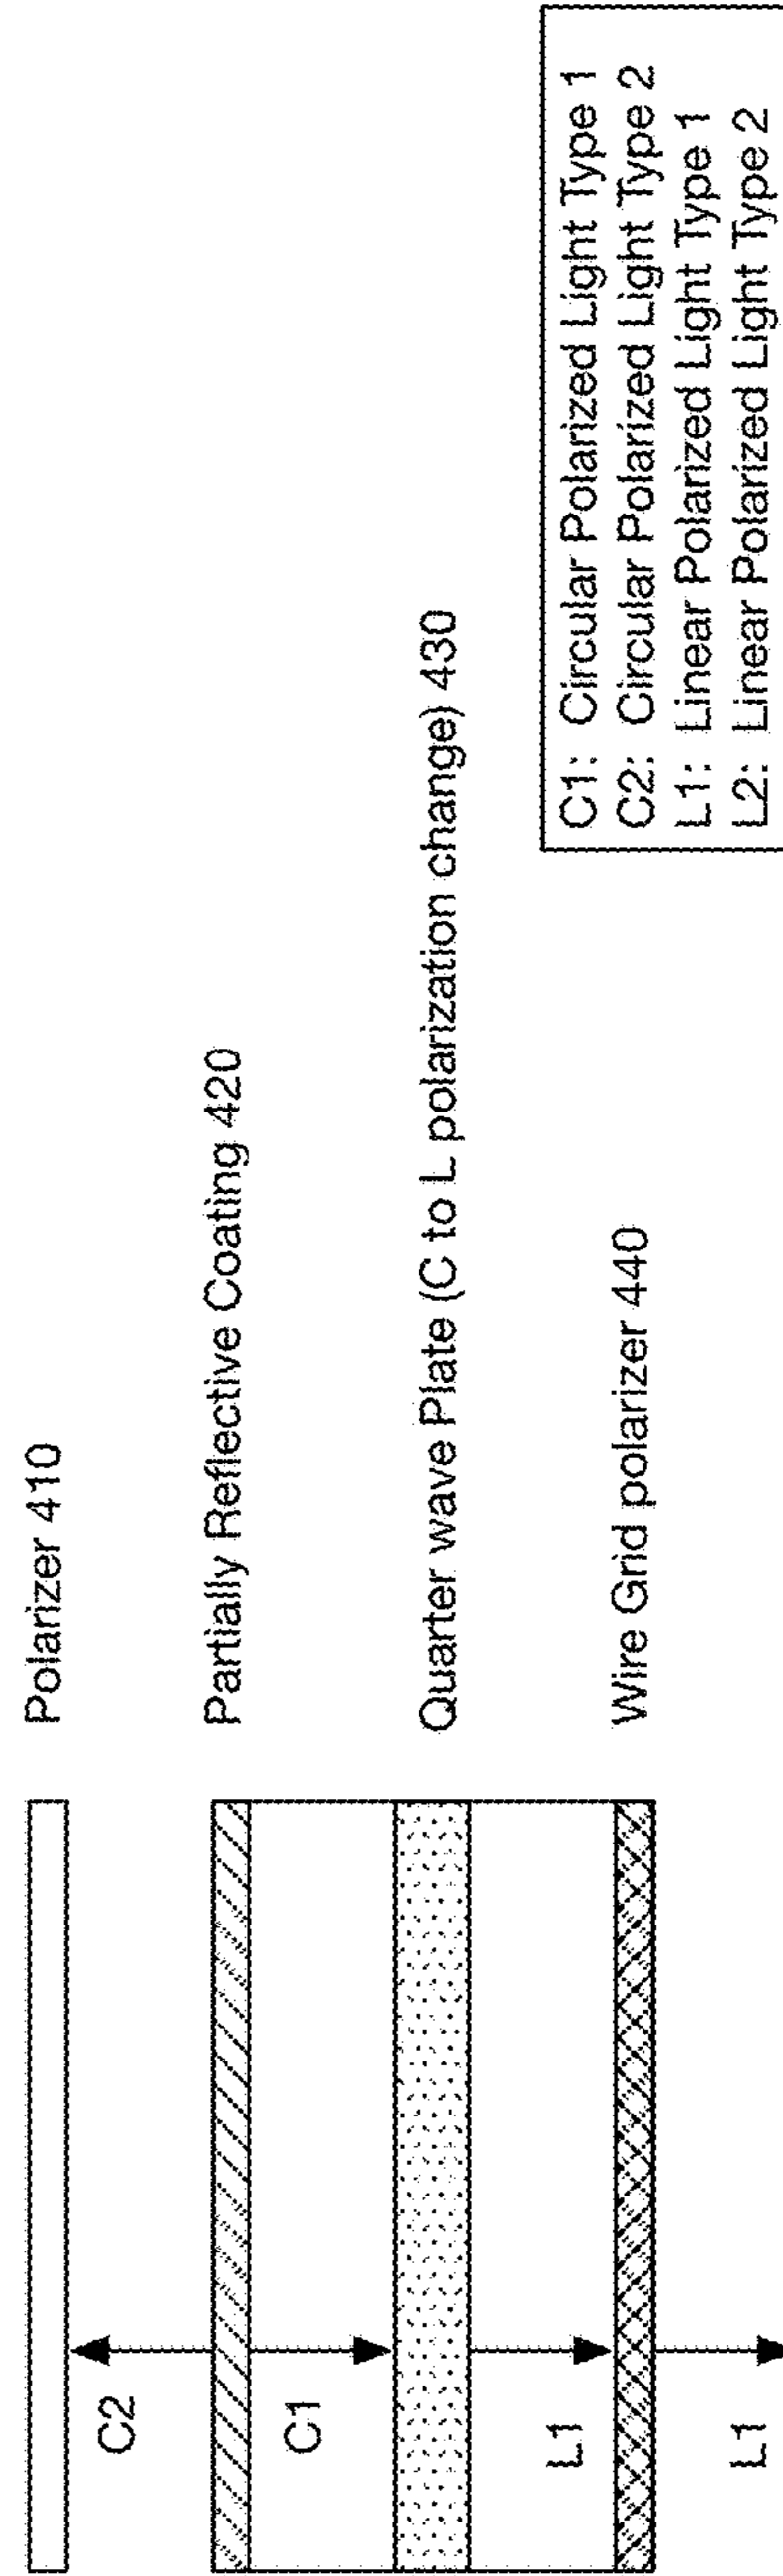 Polarizer 410
C2
Partially Reflective Coating 420
C1
Quarter wave Plate (C to L polarization change) 430
L1
Wire Grid polarizer 440
L1
C1: Circular Polarized Light Type 1
C2: Circular Polarized Light Type 2
L1: Linear Polarized Light Type 1
L2: Linear Polarized Light Type 2